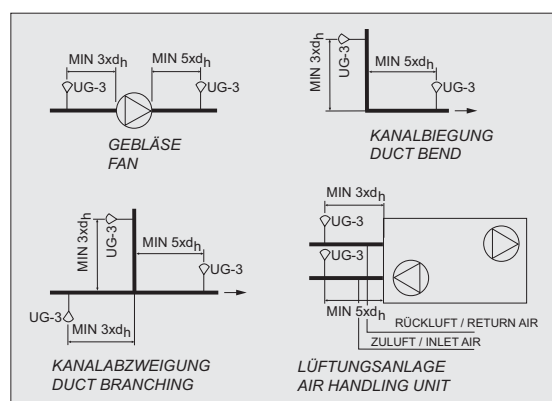 MIN 3xdh
MIN 5xdh
UG-3
UG-3
GEBLÄSE
FAN
MIN 3xdh
UG-3
MIN 5xdh
UG-3
KANALBIEGUNG
DUCT BEND
MIN 3xdh
UG-3
MIN 5xdh
UG-3
UG-3
MIN 3xdh
KANALABZWEIGUNG
DUCT BRANCHING
MIN 3xdh
UG-3
UG-3
MIN 5xdh
RÜCKLUFT / RETURN AIR
ZULUFT / INLET AIR
LÜFTUNGSANLAGE
AIR HANDLING UNIT